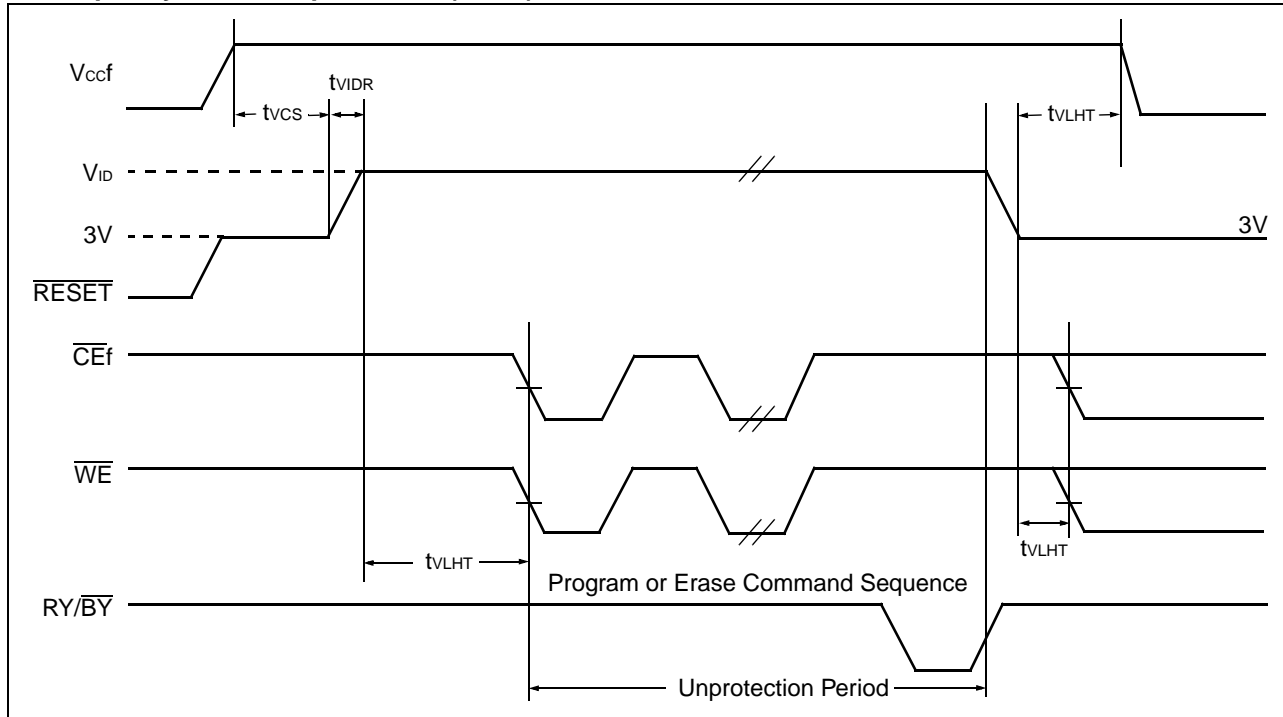 VCCf
tVIDR
tVCS
tVLHT
VID
3V
3V
RESET
CEf
WE
tVLHT
tVLHT
Program or Erase Command Sequence
RY/BY
Unprotection Period